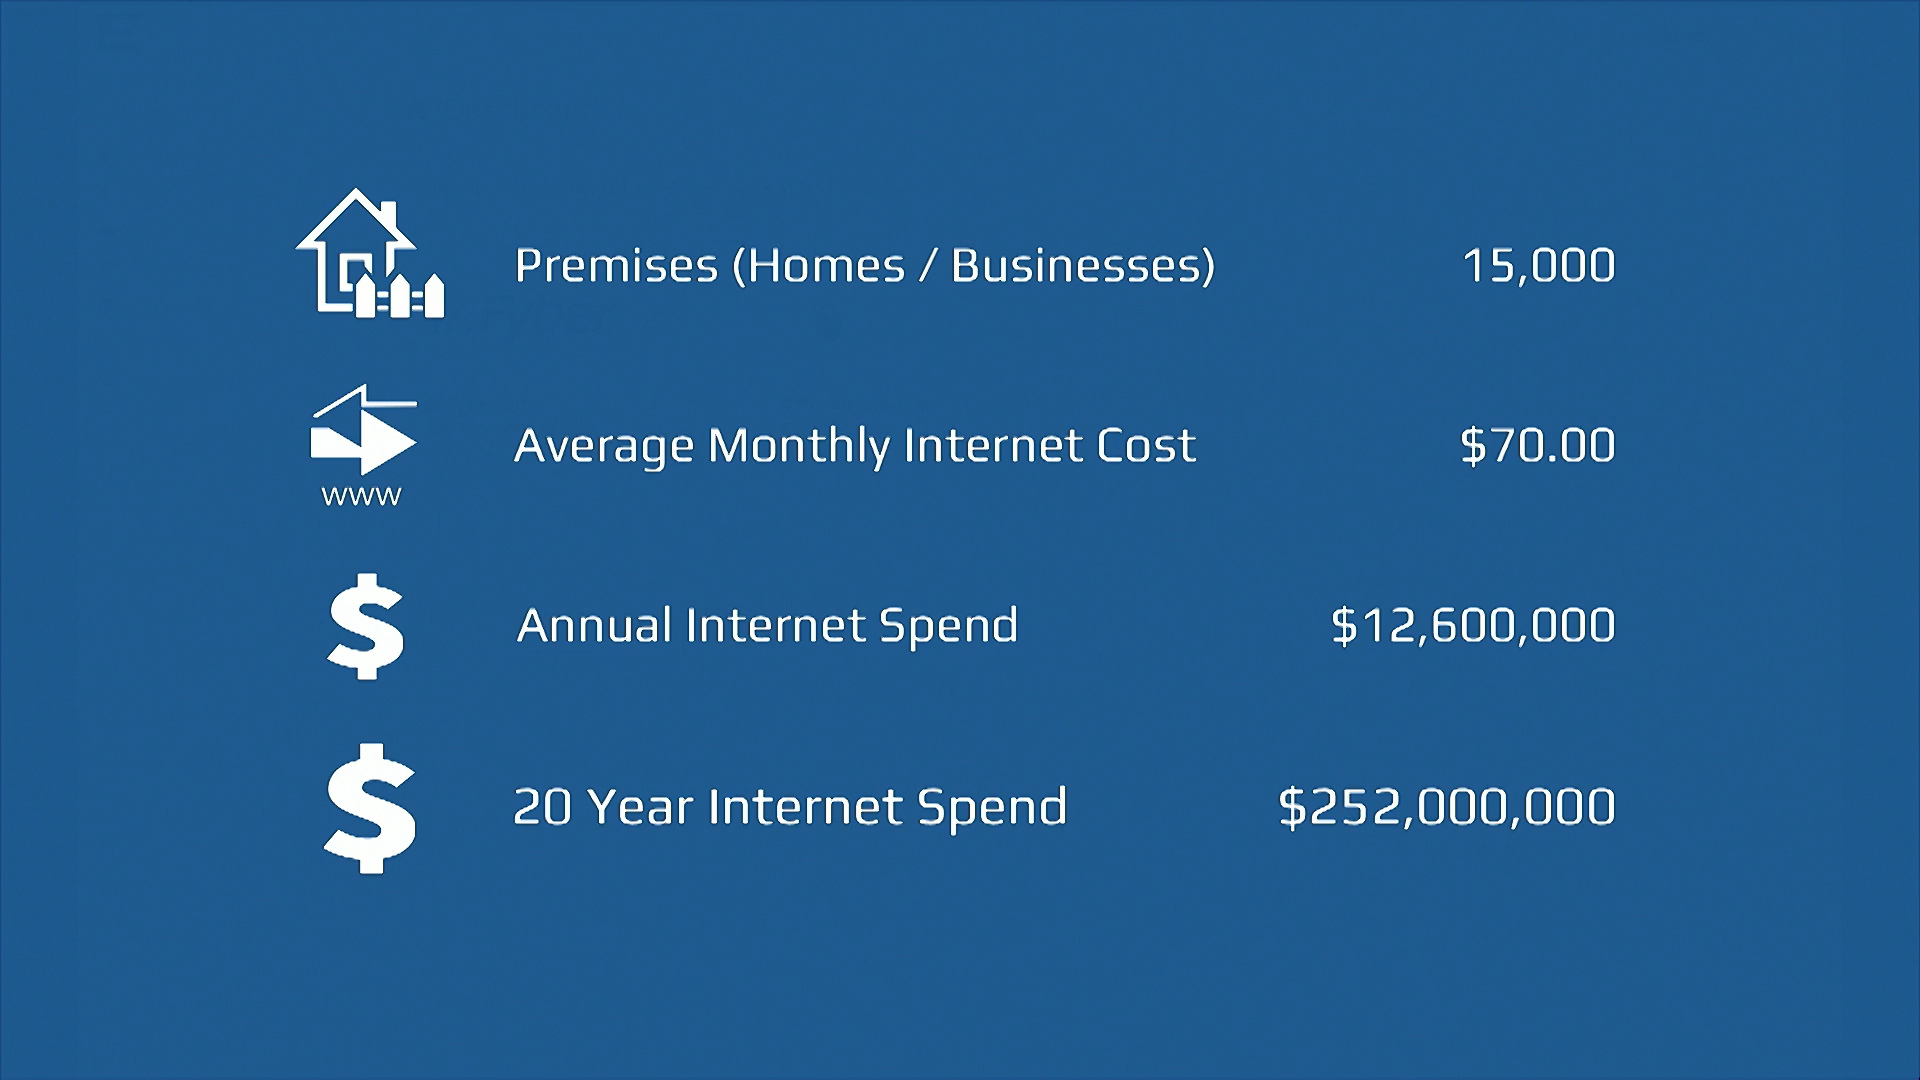 Premises (Homes / Businesses) 15,000
Average Monthly Internet Cost $70.00
www
Annual Internet Spend $12,600,000
20 Year Internet Spend $252,000,000